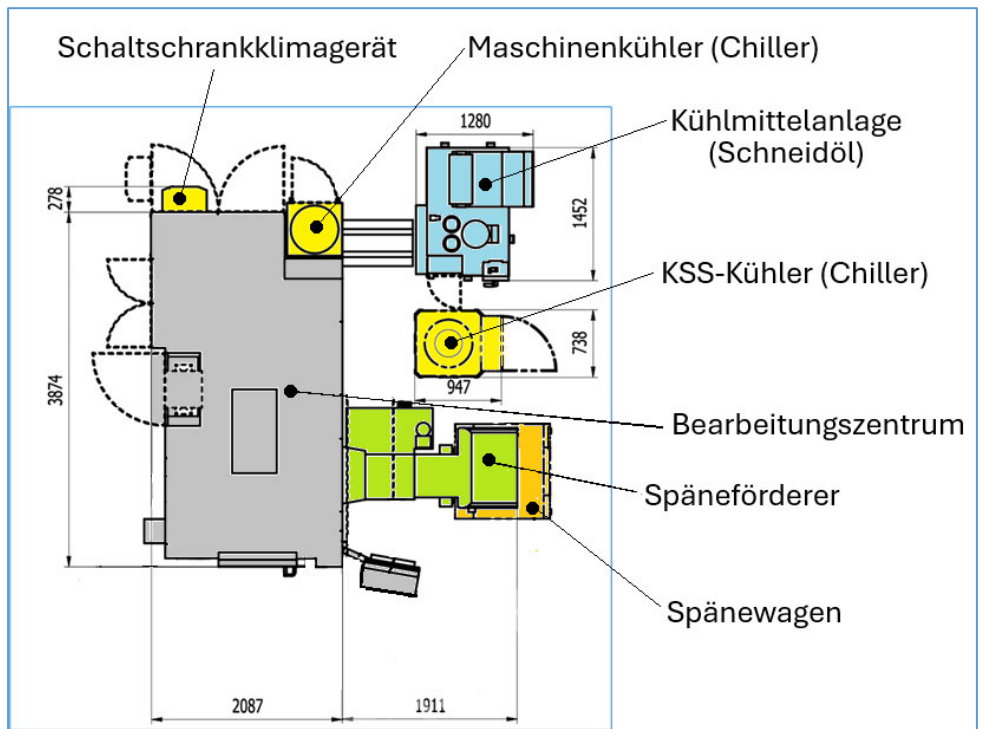 Schaltschrankklimagerät
Maschinenkühler (Chiller)
1280
Kühlmittelanlage
(Schneidöl)
278
1452
KSS-Kühler (Chiller)
738
947
3874
Bearbeitungszentrum
Späneförderer
Spänewagen
2087
1911